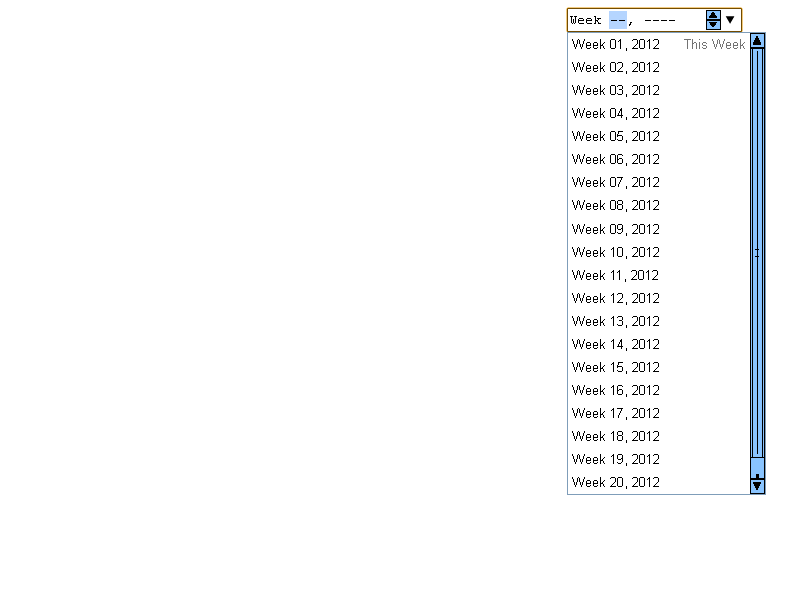 Week --, ----
Week 01, 2012 This Week
Week 02, 2012
Week 03, 2012
Week 04, 2012
Week 05, 2012
Week 06, 2012
Week 07, 2012
Week 08, 2012
Week 09, 2012
Week 10, 2012
Week 11, 2012
Week 12, 2012
Week 13, 2012
Week 14, 2012
Week 15, 2012
Week 16, 2012
Week 17, 2012
Week 18, 2012
Week 19, 2012
Week 20, 2012